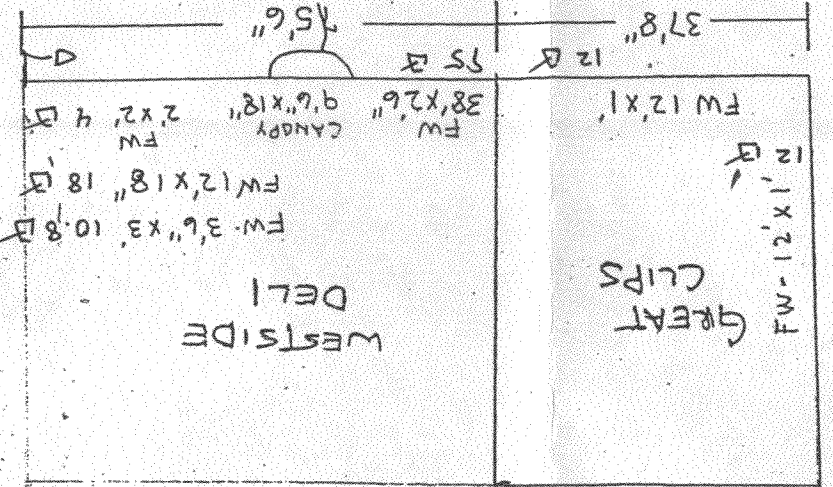 GREAT
CLIPS
FW - 12' x 1'
12 □'
WESTSIDE
DELI
FW - 3'6" x 3' 10.8 □'
FW 12' x 18" 18 □'
FW 12' x 1'
12 □'
FW
38' x 2'6"
95 □'
CANOPY
9'6" x 18"
FW
2' x 2' 4 □'
37'8"
75'6"